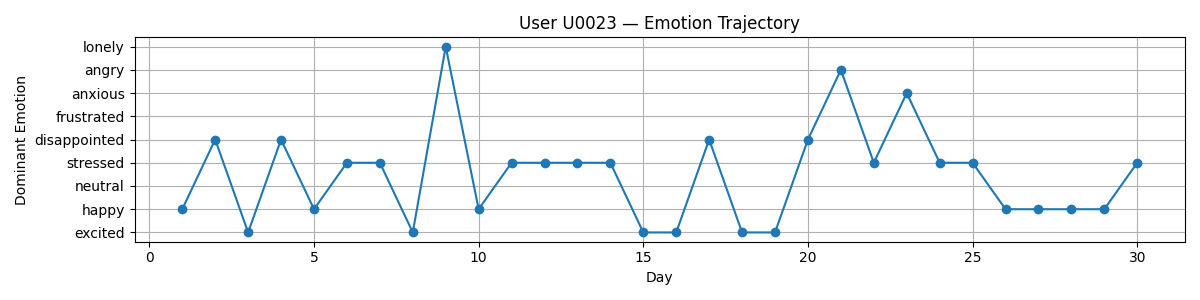 User U0023 — Emotion Trajectory
Dominant Emotion
lonely
angry
anxious
frustrated
disappointed
stressed
neutral
happy
excited
0 5 10 15 20 25 30
Day